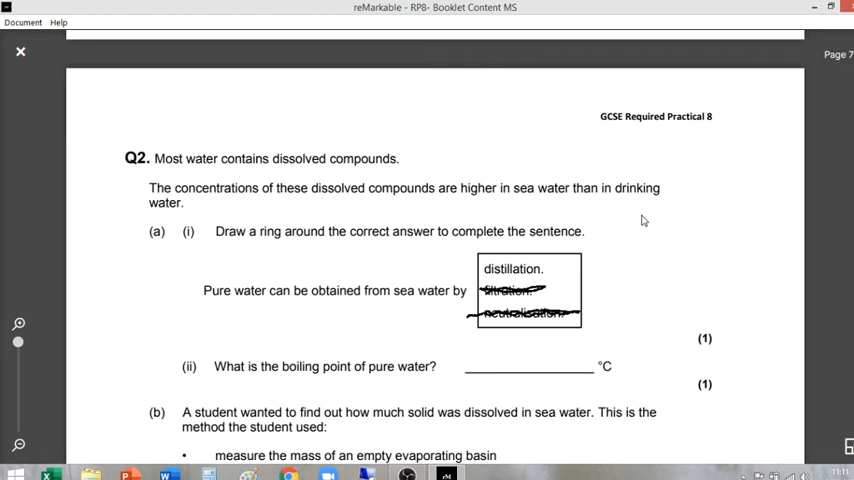 reMarkable - RP8- Booklet Content MS
Document Help
Page 7
GCSE Required Practical 8
Q2. Most water contains dissolved compounds.
The concentrations of these dissolved compounds are higher in sea water than in drinking
water.
(a) (i) Draw a ring around the correct answer to complete the sentence.
distillation.
Pure water can be obtained from sea water by filtration.
neutralisation.
(1)
(ii) What is the boiling point of pure water? °C
(1)
(b) A student wanted to find out how much solid was dissolved in sea water. This is the
method the student used:
• measure the mass of an empty evaporating basin
11:11